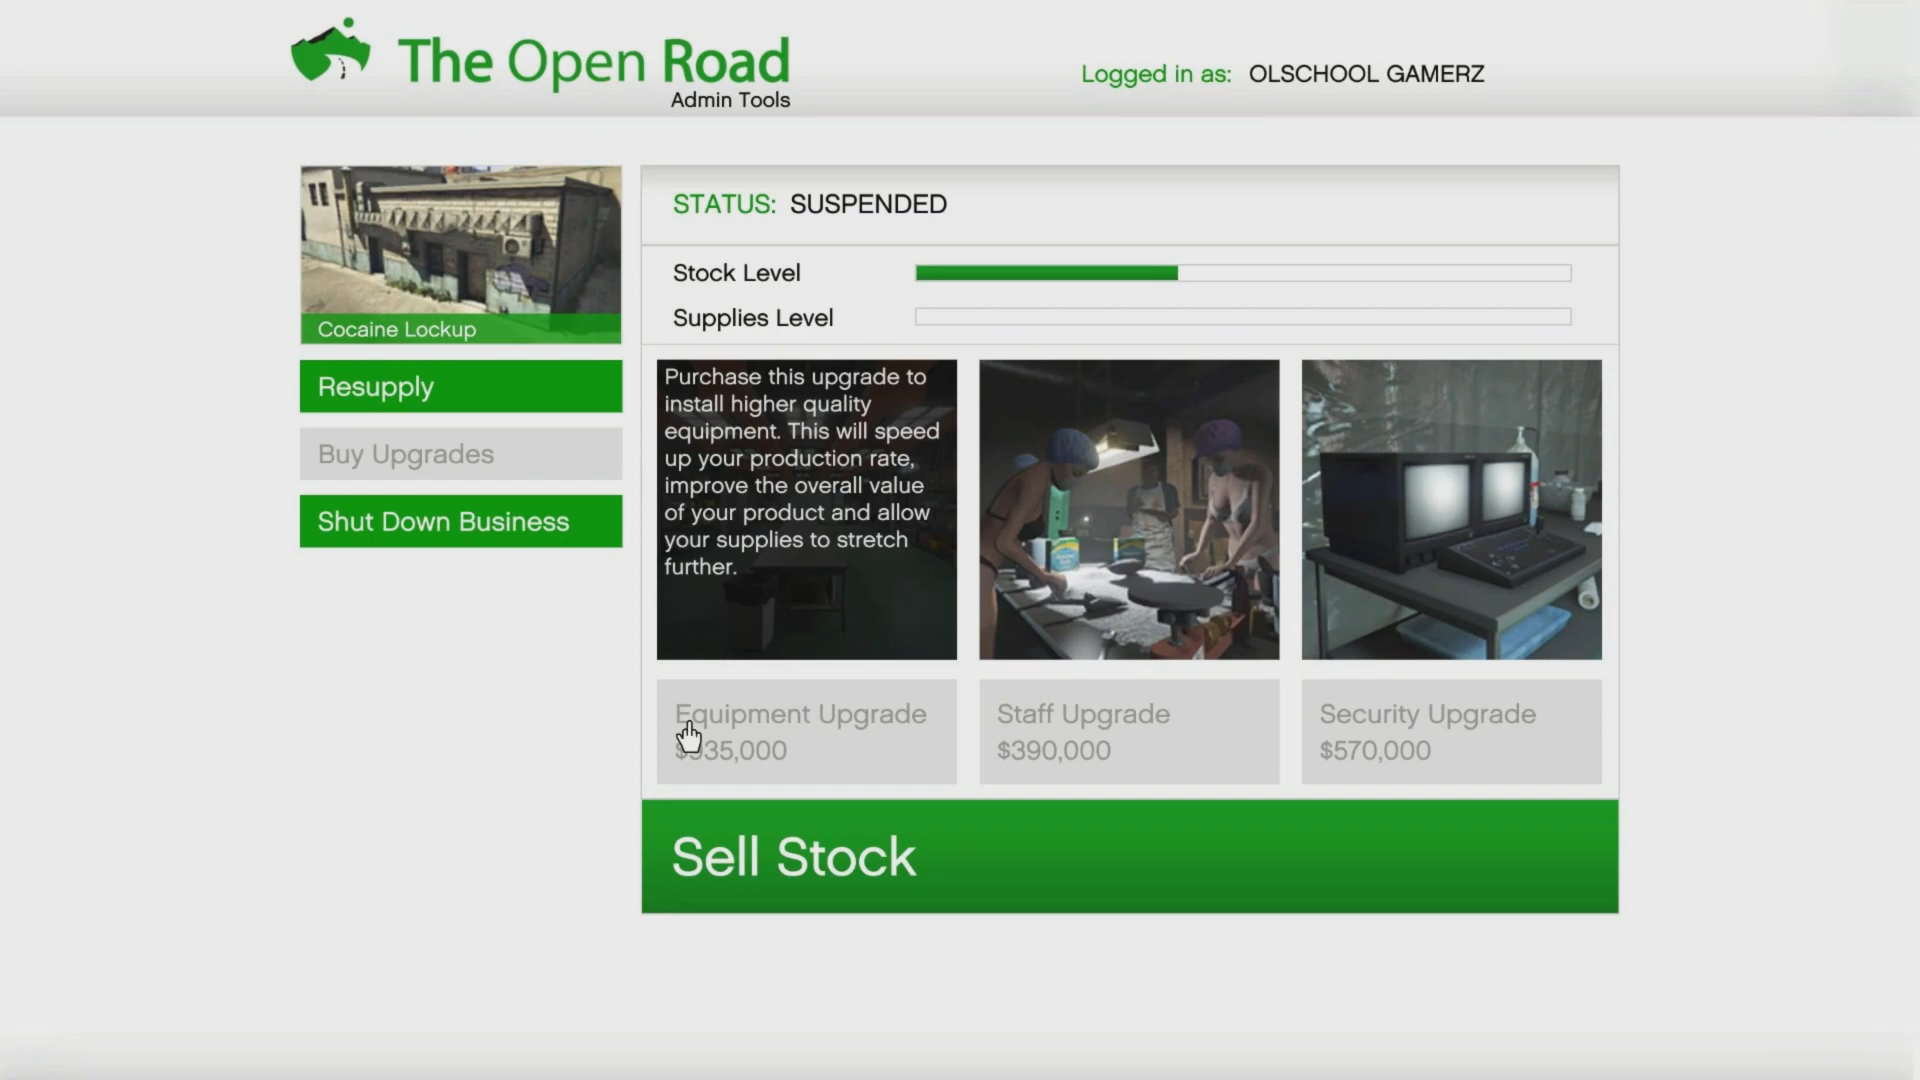 The Open Road
Admin Tools
Logged in as: OLSCHOOL GAMERZ
Cocaine Lockup
Resupply
Buy Upgrades
Shut Down Business
STATUS: SUSPENDED
Stock Level
Supplies Level
Purchase this upgrade to
install higher quality
equipment. This will speed
up your production rate,
improve the overall value
of your product and allow
your supplies to stretch
further.
Equipment Upgrade
Staff Upgrade
$390,000
Security Upgrade
$570,000
Sell Stock